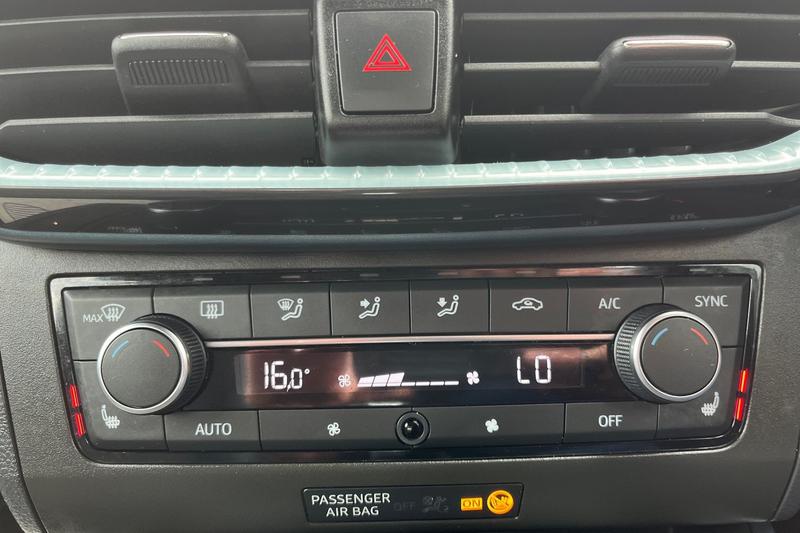 MAX
A/C
SYNC
16,0°
LO
AUTO
OFF
PASSENGER OFF ON
AIR BAG